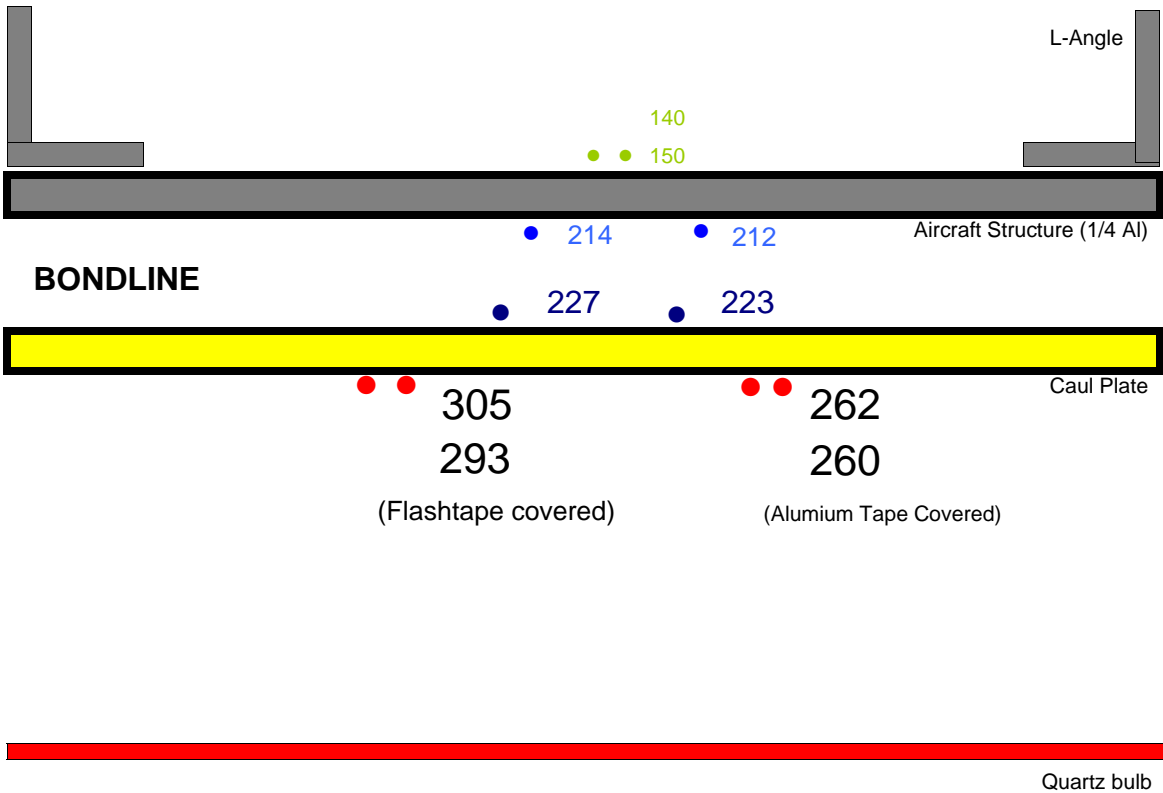 L-Angle
140
150
214
212
Aircraft Structure (1/4 Al)
BONDLINE
227
223
Caul Plate
305
262
293
260
(Flashtape covered)
(Alumium Tape Covered)
Quartz bulb